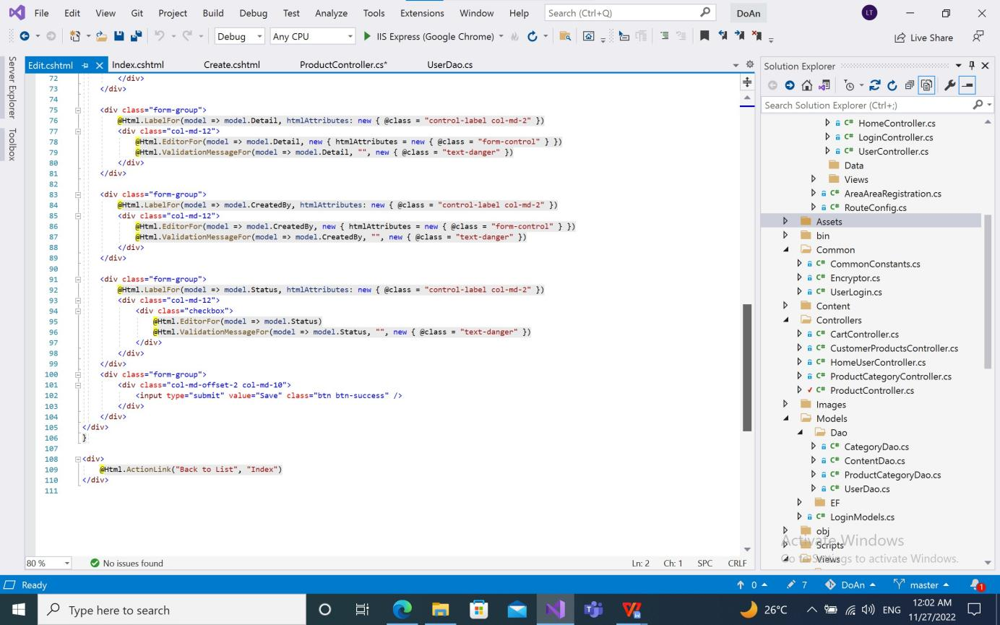 File Edit View Git Project Build Debug Test Analyze Tools Extensions Window Help Search (Ctrl+Q) DoAn LT
Debug Any CPU IIS Express (Google Chrome) Live Share
Server Explorer
Toolbox
Edit.cshtml Index.cshtml Create.cshtml ProductController.cs* UserDao.cs
72 </div>
73 </div>
74
75 <div class="form-group">
76 @Html.LabelFor(model => model.Detail, htmlAttributes: new { @class = "control-label col-md-2" })
77 <div class="col-md-12">
78 @Html.EditorFor(model => model.Detail, new { htmlAttributes = new { @class = "form-control" } })
79 @Html.ValidationMessageFor(model => model.Detail, "", new { @class = "text-danger" })
80 </div>
81 </div>
82
83 <div class="form-group">
84 @Html.LabelFor(model => model.CreatedBy, htmlAttributes: new { @class = "control-label col-md-2" })
85 <div class="col-md-12">
86 @Html.EditorFor(model => model.CreatedBy, new { htmlAttributes = new { @class = "form-control" } })
87 @Html.ValidationMessageFor(model => model.CreatedBy, "", new { @class = "text-danger" })
88 </div>
89 </div>
90
91 <div class="form-group">
92 @Html.LabelFor(model => model.Status, htmlAttributes: new { @class = "control-label col-md-2" })
93 <div class="col-md-12">
94 <div class="checkbox">
95 @Html.EditorFor(model => model.Status)
96 @Html.ValidationMessageFor(model => model.Status, "", new { @class = "text-danger" })
97 </div>
98 </div>
99 </div>
100 <div class="form-group">
101 <div class="col-md-offset-2 col-md-10">
102 <input type="submit" value="Save" class="btn btn-success" />
103 </div>
104 </div>
105 </div>
106 }
107
108 <div>
109 @Html.ActionLink("Back to List", "Index")
110 </div>
111
80 % No issues found Ln: 2 Ch: 1 SPC CRLF
Solution Explorer
Search Solution Explorer (Ctrl+;)
C# HomeController.cs
C# LoginController.cs
C# UserController.cs
Data
Views
C# AreaAreaRegistration.cs
C# RouteConfig.cs
Assets
bin
Common
C# CommonConstants.cs
C# Encryptor.cs
C# UserLogin.cs
Content
Controllers
C# CartController.cs
C# CustomerProductsController.cs
C# HomeUserController.cs
C# ProductCategoryController.cs
C# ProductController.cs
Images
Models
Dao
C# CategoryDao.cs
C# ContentDao.cs
C# ProductCategoryDao.cs
C# UserDao.cs
EF
C# LoginModels.cs
obj
Scripts
Views
Activate Windows
Go to Settings to activate Windows.
Ready 0 7 DoAn master 1
Type here to search 26°C ENG 12:02 AM
11/27/2022